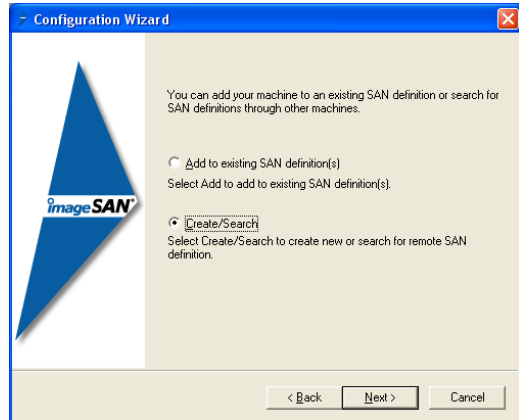 Configuration Wizard
You can add your machine to an existing SAN definition or search for
SAN definitions through other machines.
Add to existing SAN definition(s)
Select Add to add to existing SAN definition(s).
imageSAN
Create/Search
Select Create/Search to create new or search for remote SAN
definition.
< Back
Next >
Cancel